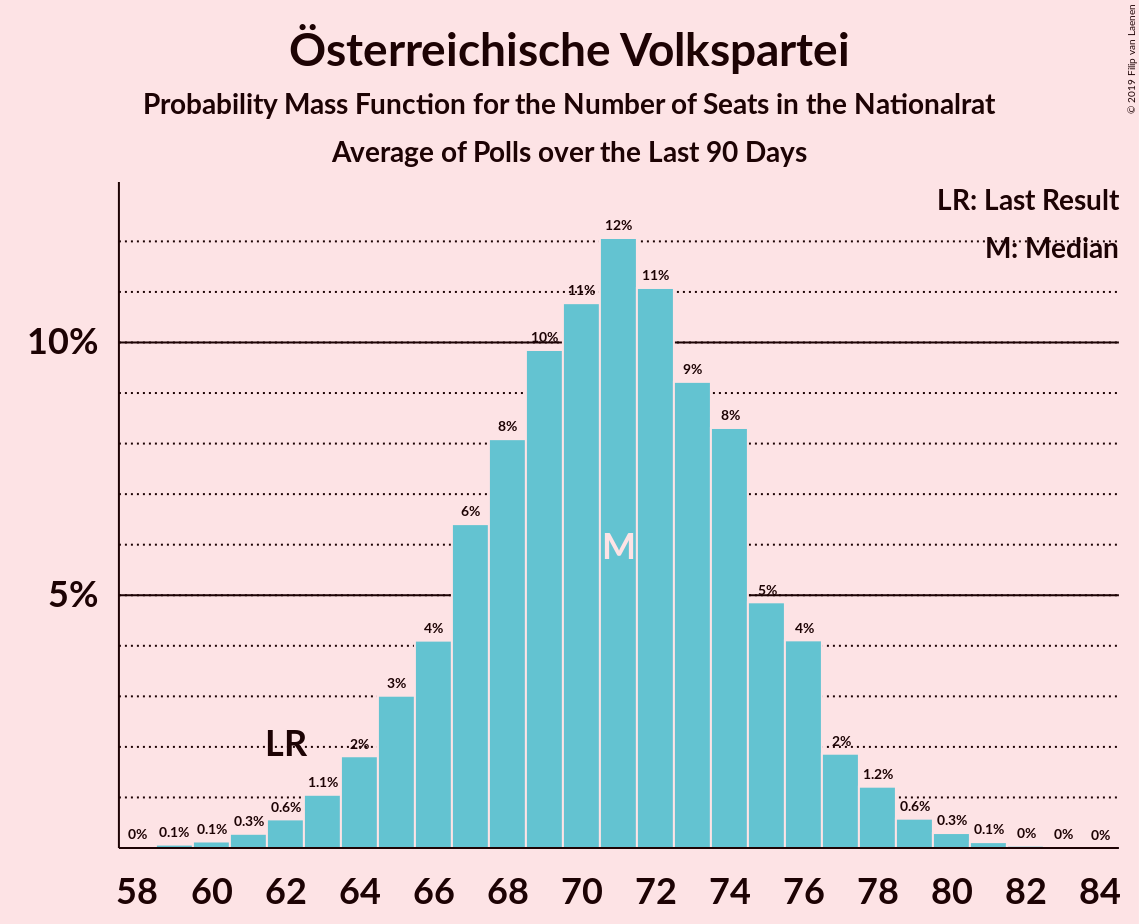 Österreichische Volkspartei
Probability Mass Function for the Number of Seats in the Nationalrat
Average of Polls over the Last 90 Days
© 2019 Filip van Laenen
LR: Last Result
M: Median
10%
5%
0% 0.1% 0.1% 0.3% 0.6% 1.1% 2% 3% 4% 6% 8% 10% 11% 12% 11% 9% 8% 5% 4% 2% 1.2% 0.6% 0.3% 0.1% 0% 0% 0%
LR
M
58 60 62 64 66 68 70 72 74 76 78 80 82 84